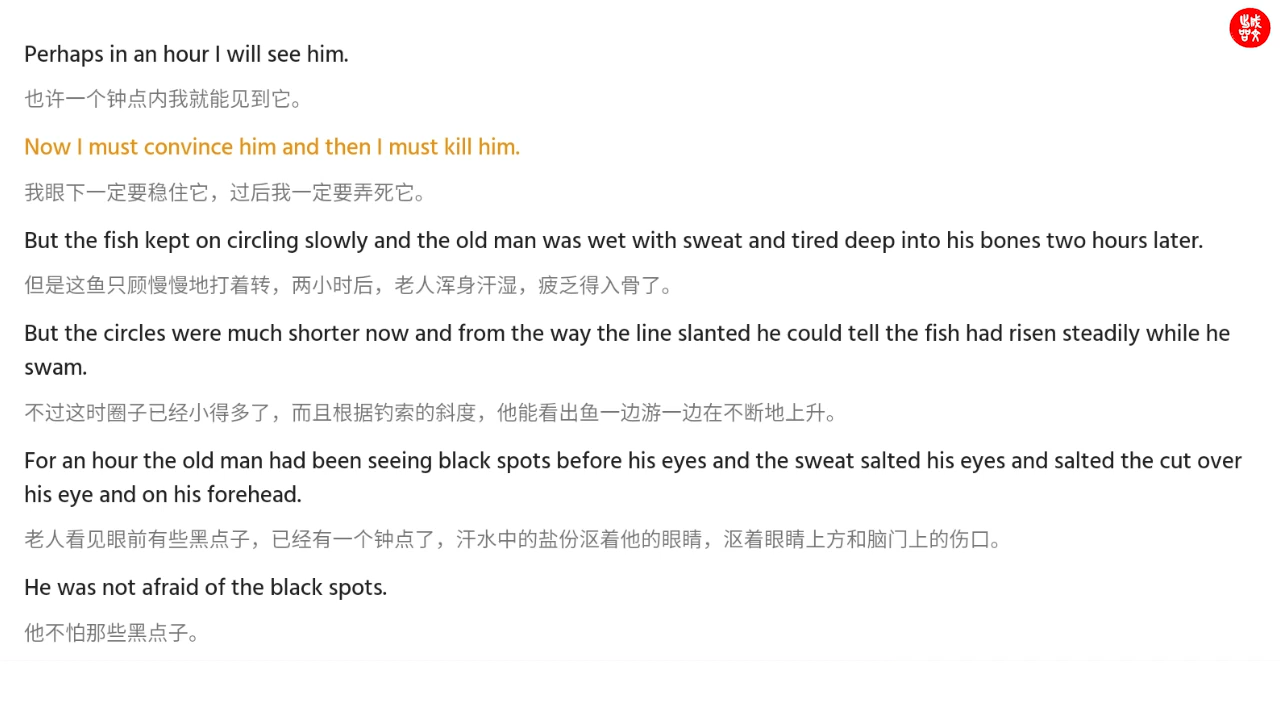 Perhaps in an hour I will see him.
也许一个钟点内我就能见到它。
Now I must convince him and then I must kill him.
我眼下一定要稳住它，过后我一定要弄死它。
But the fish kept on circling slowly and the old man was wet with sweat and tired deep into his bones two hours later.
但是这鱼只顾慢慢地打着转，两小时后，老人浑身汗湿，疲乏得入骨了。
But the circles were much shorter now and from the way the line slanted he could tell the fish had risen steadily while he
swam.
不过这时圈子已经小得多了，而且根据钓索的斜度，他能看出鱼一边游一边在不断地上升。
For an hour the old man had been seeing black spots before his eyes and the sweat salted his eyes and salted the cut over
his eye and on his forehead.
老人看见眼前有些黑点子，已经有一个钟点了，汗水中的盐份沤着他的眼睛，沤着眼睛上方和脑门上的伤口。
He was not afraid of the black spots.
他不怕那些黑点子。